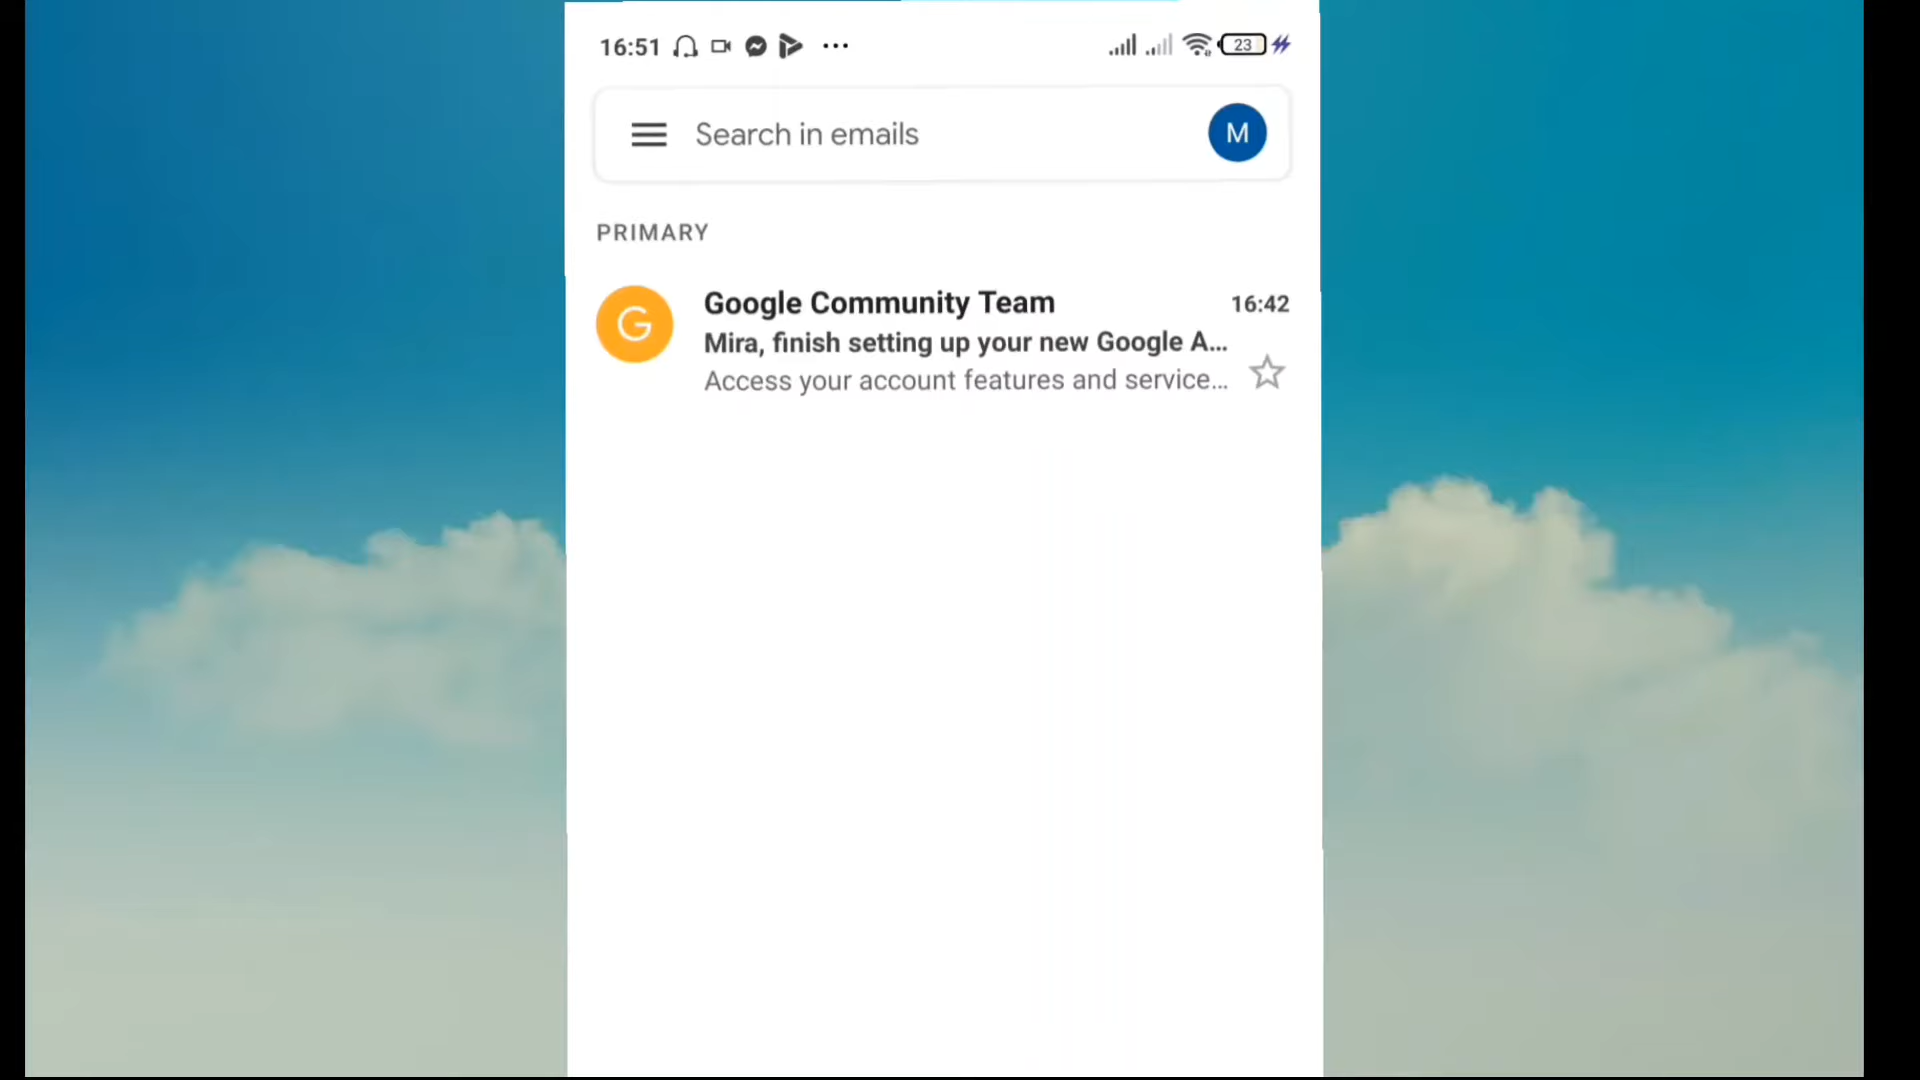 16:51
23
Search in emails
M
PRIMARY
G
Google Community Team
16:42
Mira, finish setting up your new Google A...
Access your account features and service...